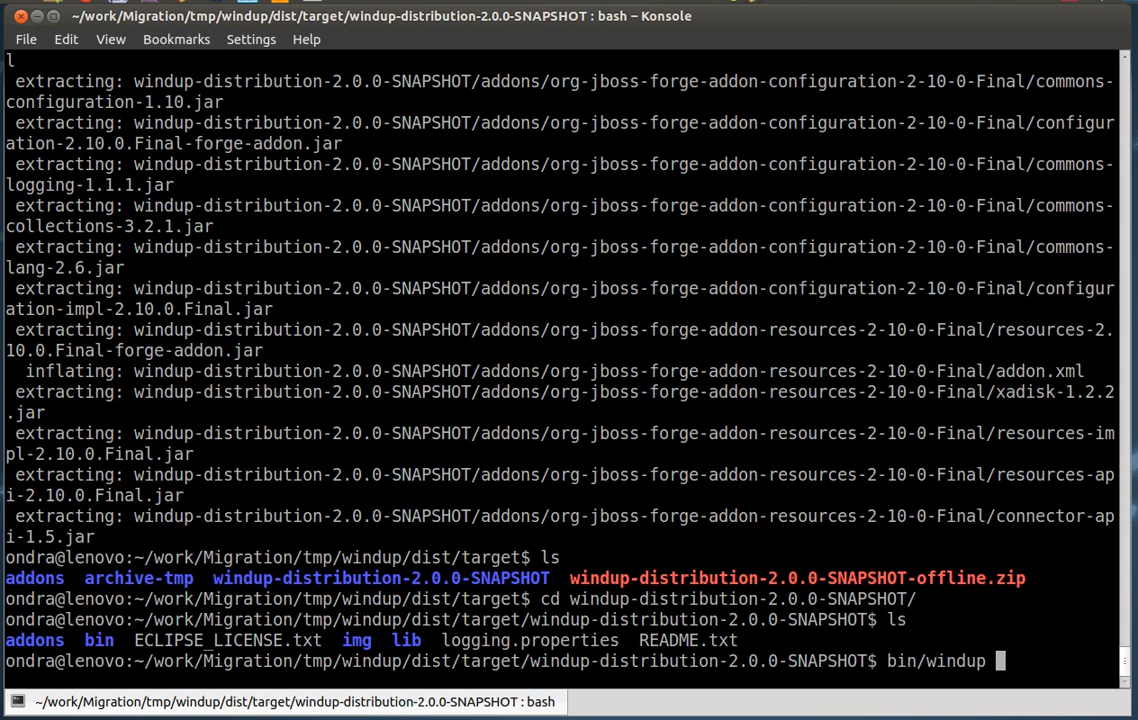 ~/work/Migration/tmp/windup/dist/target/windup-distribution-2.0.0-SNAPSHOT : bash – Konsole
File Edit View Bookmarks Settings Help
l
 extracting: windup-distribution-2.0.0-SNAPSHOT/addons/org-jboss-forge-addon-configuration-2-10-0-Final/commons-
configuration-1.10.jar
 extracting: windup-distribution-2.0.0-SNAPSHOT/addons/org-jboss-forge-addon-configuration-2-10-0-Final/configur
ation-2.10.0.Final-forge-addon.jar
 extracting: windup-distribution-2.0.0-SNAPSHOT/addons/org-jboss-forge-addon-configuration-2-10-0-Final/commons-
logging-1.1.1.jar
 extracting: windup-distribution-2.0.0-SNAPSHOT/addons/org-jboss-forge-addon-configuration-2-10-0-Final/commons-
collections-3.2.1.jar
 extracting: windup-distribution-2.0.0-SNAPSHOT/addons/org-jboss-forge-addon-configuration-2-10-0-Final/commons-
lang-2.6.jar
 extracting: windup-distribution-2.0.0-SNAPSHOT/addons/org-jboss-forge-addon-configuration-2-10-0-Final/configur
ation-impl-2.10.0.Final.jar
 extracting: windup-distribution-2.0.0-SNAPSHOT/addons/org-jboss-forge-addon-resources-2-10-0-Final/resources-2.
10.0.Final-forge-addon.jar
  inflating: windup-distribution-2.0.0-SNAPSHOT/addons/org-jboss-forge-addon-resources-2-10-0-Final/addon.xml
 extracting: windup-distribution-2.0.0-SNAPSHOT/addons/org-jboss-forge-addon-resources-2-10-0-Final/xadisk-1.2.2
.jar
 extracting: windup-distribution-2.0.0-SNAPSHOT/addons/org-jboss-forge-addon-resources-2-10-0-Final/resources-im
pl-2.10.0.Final.jar
 extracting: windup-distribution-2.0.0-SNAPSHOT/addons/org-jboss-forge-addon-resources-2-10-0-Final/resources-ap
i-2.10.0.Final.jar
 extracting: windup-distribution-2.0.0-SNAPSHOT/addons/org-jboss-forge-addon-resources-2-10-0-Final/connector-ap
i-1.5.jar
ondra@lenovo:~/work/Migration/tmp/windup/dist/target$ ls
addons  archive-tmp  windup-distribution-2.0.0-SNAPSHOT  windup-distribution-2.0.0-SNAPSHOT-offline.zip
ondra@lenovo:~/work/Migration/tmp/windup/dist/target$ cd windup-distribution-2.0.0-SNAPSHOT/
ondra@lenovo:~/work/Migration/tmp/windup/dist/target/windup-distribution-2.0.0-SNAPSHOT$ ls
addons  bin  ECLIPSE_LICENSE.txt  img  lib  logging.properties  README.txt
ondra@lenovo:~/work/Migration/tmp/windup/dist/target/windup-distribution-2.0.0-SNAPSHOT$ bin/windup
~/work/Migration/tmp/windup/dist/target/windup-distribution-2.0.0-SNAPSHOT : bash